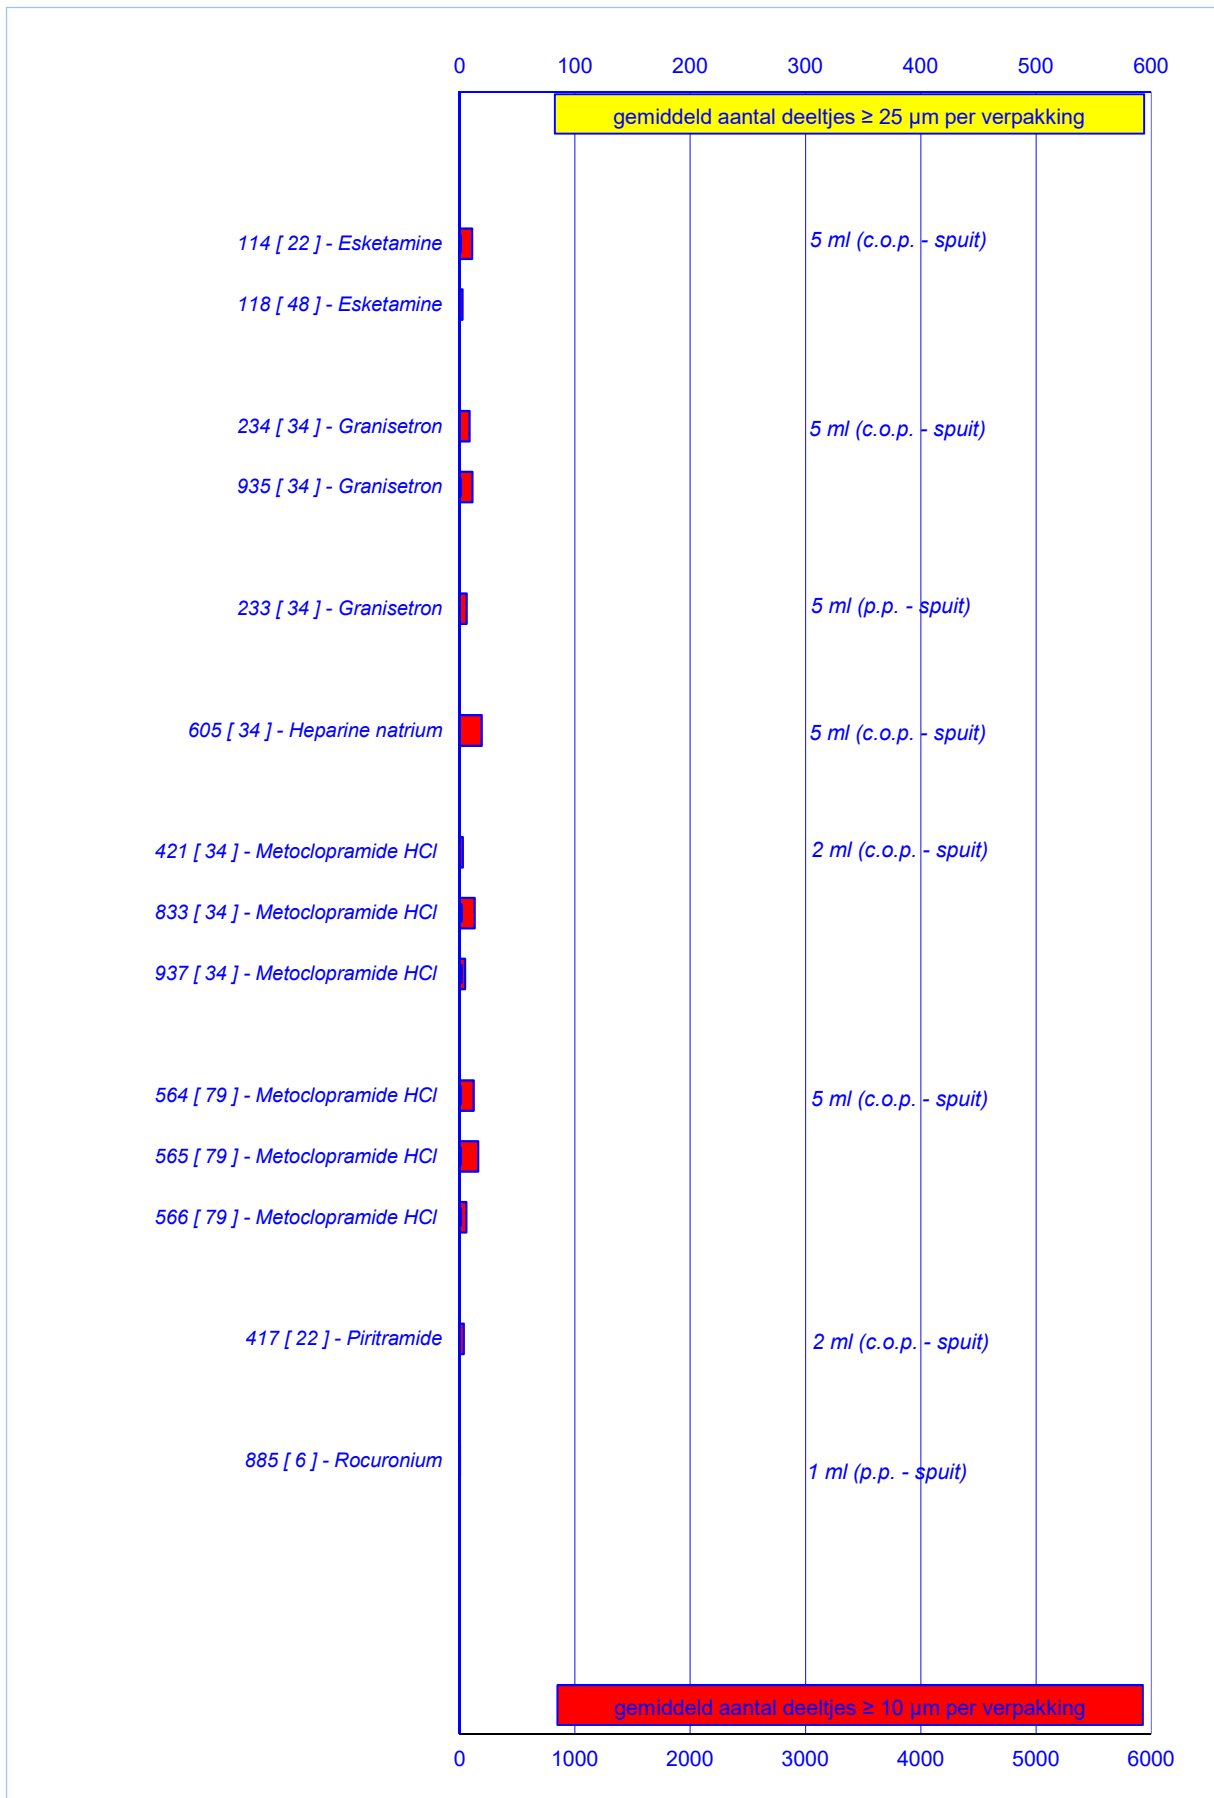 0 100 200 300 400 500 600
gemiddeld aantal deeltjes ≥ 25 µm per verpakking
114 [ 22 ] - Esketamine 5 ml (c.o.p. - spuit)
118 [ 48 ] - Esketamine
234 [ 34 ] - Granisetron 5 ml (c.o.p. - spuit)
935 [ 34 ] - Granisetron
233 [ 34 ] - Granisetron 5 ml (p.p. - spuit)
605 [ 34 ] - Heparine natrium 5 ml (c.o.p. - spuit)
421 [ 34 ] - Metoclopramide HCl 2 ml (c.o.p. - spuit)
833 [ 34 ] - Metoclopramide HCl
937 [ 34 ] - Metoclopramide HCl
564 [ 79 ] - Metoclopramide HCl 5 ml (c.o.p. - spuit)
565 [ 79 ] - Metoclopramide HCl
566 [ 79 ] - Metoclopramide HCl
417 [ 22 ] - Piritramide 2 ml (c.o.p. - spuit)
885 [ 6 ] - Rocuronium 1 ml (p.p. - spuit)
gemiddeld aantal deeltjes ≥ 10 µm per verpakking
0 1000 2000 3000 4000 5000 6000